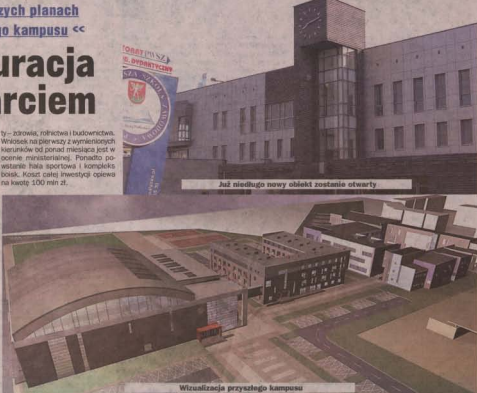 zych planach
go kampusu <<
uracja
arciem
ty – zdrowia, rolnictwa i budownictwa.
Wniosek na pierwszy z wymienionych
kierunków od ponad miesiąca jest w
ocenie ministerialnej. Ponadto po-
wstanie hala sportowa i kompleks
boisk. Koszt całej inwestycji opiewa
na kwotę 100 mln zł.
Już niedługo nowy obiekt zostanie otwarty
Wizualizacja przyszłego kampusu